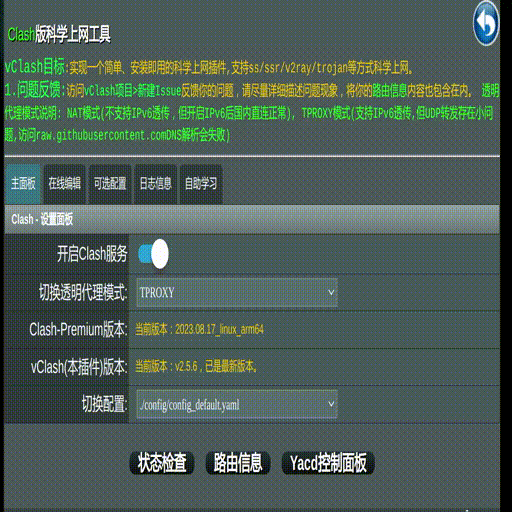 Clash版科学上网工具
vClash目标:实现一个简单、安装即用的科学上网插件,支持ss/ssr/v2ray/trojan等方式科学上网。
1.问题反馈:访问vClash项目>新建Issue反馈你的问题，请尽量详细描述问题现象，将你的路由信息内容也包含在内。 透明
代理模式说明: NAT模式(不支持IPv6透传，但开启IPv6后国内直连正常), TPROXY模式(支持IPv6透传,但UDP转发存在小问
题,访问raw.githubusercontent.comDNS解析会失败)
主面板 在线编辑 可选配置 日志信息 自助学习
Clash - 设置面板
开启Clash服务
切换透明代理模式: TPROXY
Clash-Premium版本: 当前版本：2023.08.17_linux_arm64
vClash(本插件)版本: 当前版本：v2.5.6，已是最新版本。
切换配置: ./config/config_default.yaml
状态检查 路由信息 Yacd控制面板